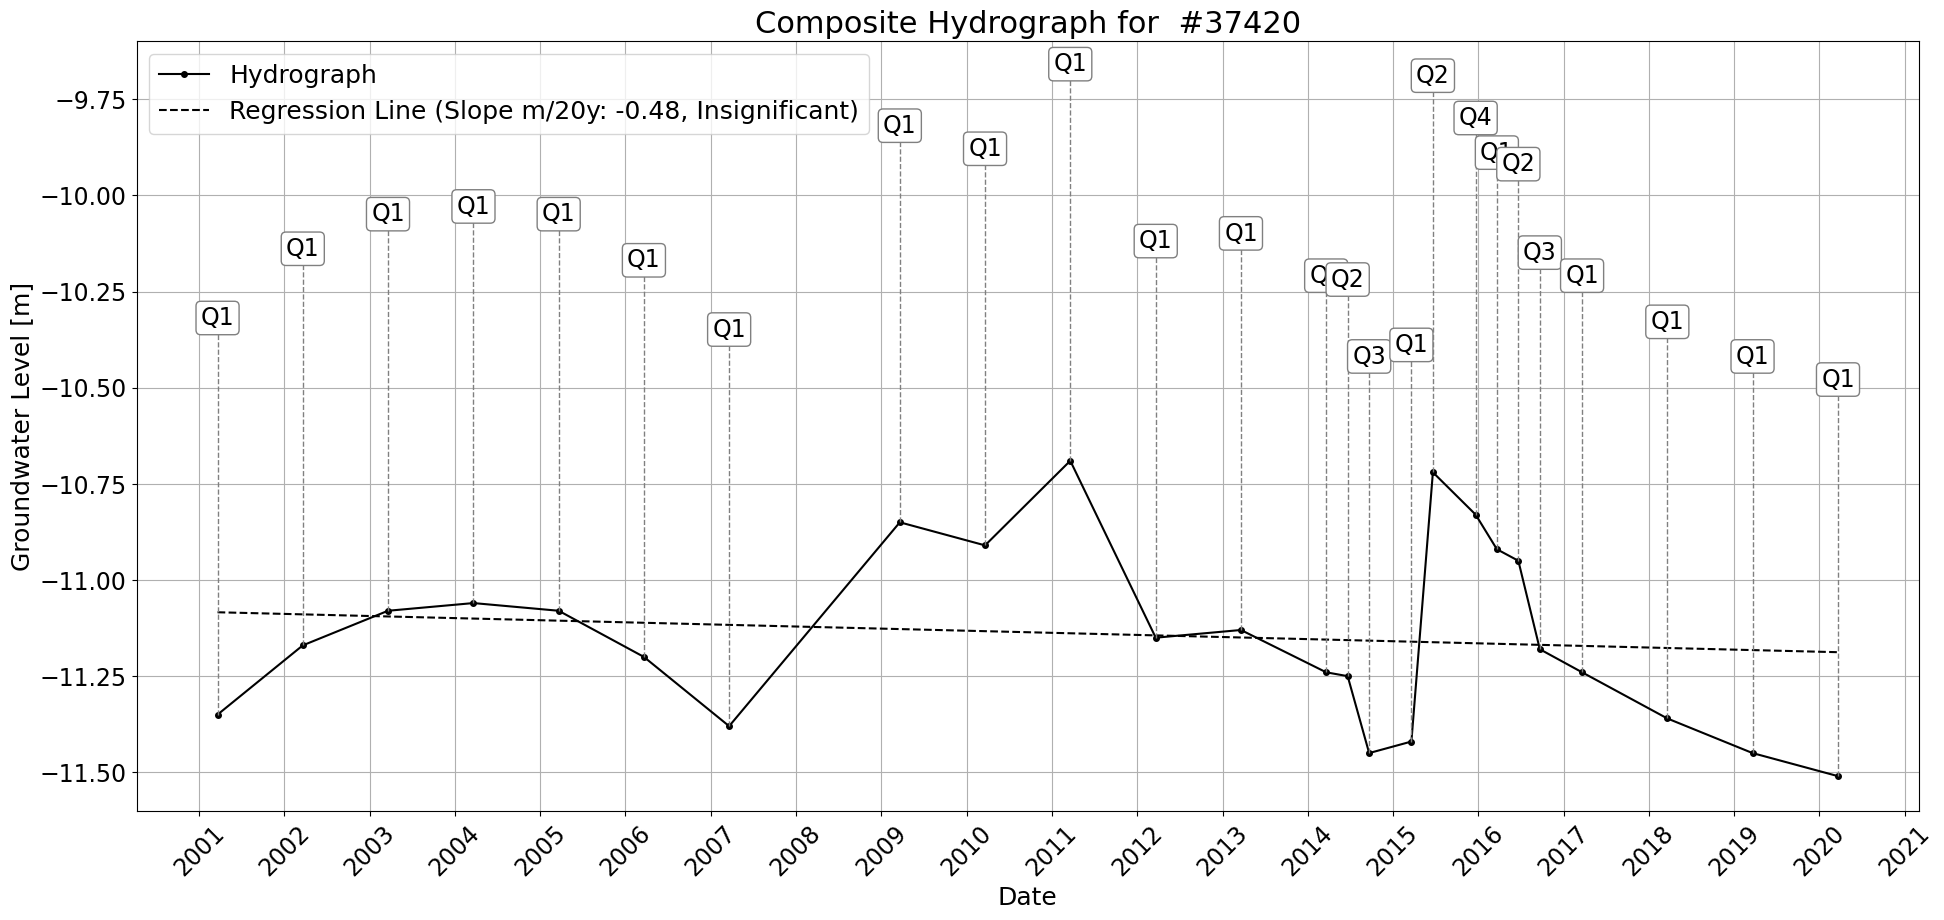 Composite Hydrograph for  #37420
Hydrograph
Regression Line (Slope m/20y: -0.48, Insignificant)
Groundwater Level [m]
−9.75
−10.00
−10.25
−10.50
−10.75
−11.00
−11.25
−11.50
Q1
Q1
Q1
Q1
Q1
Q1
Q1
Q1
Q1
Q1
Q1
Q1
Q2
Q3
Q1
Q2
Q4
Q2
Q3
Q1
Q1
Q1
Q1
2001
2002
2003
2004
2005
2006
2007
2008
2009
2010
2011
2012
2013
2014
2015
2016
2017
2018
2019
2020
2021
Date